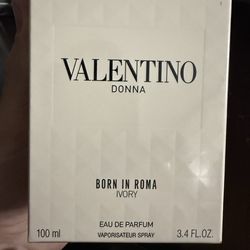 VALENTINO
DONNA
BORN IN ROMA
IVORY
EAU DE PARFUM
100 ml VAPORISATEUR SPRAY 3.4 FL.OZ.